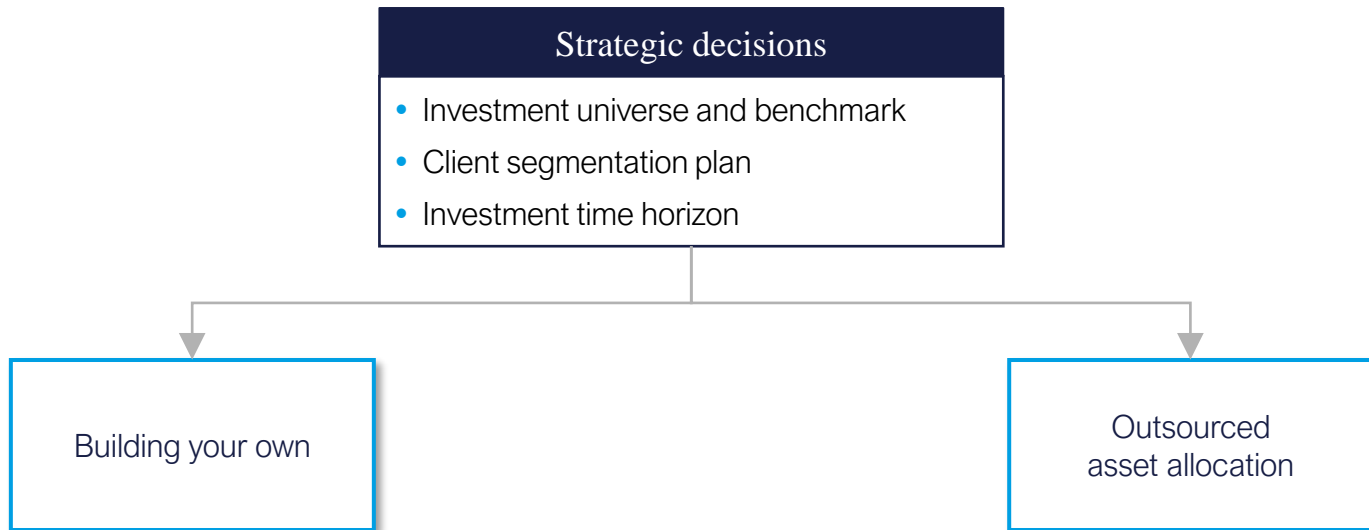 Strategic decisions
• Investment universe and benchmark
• Client segmentation plan
• Investment time horizon
Building your own
Outsourced
asset allocation